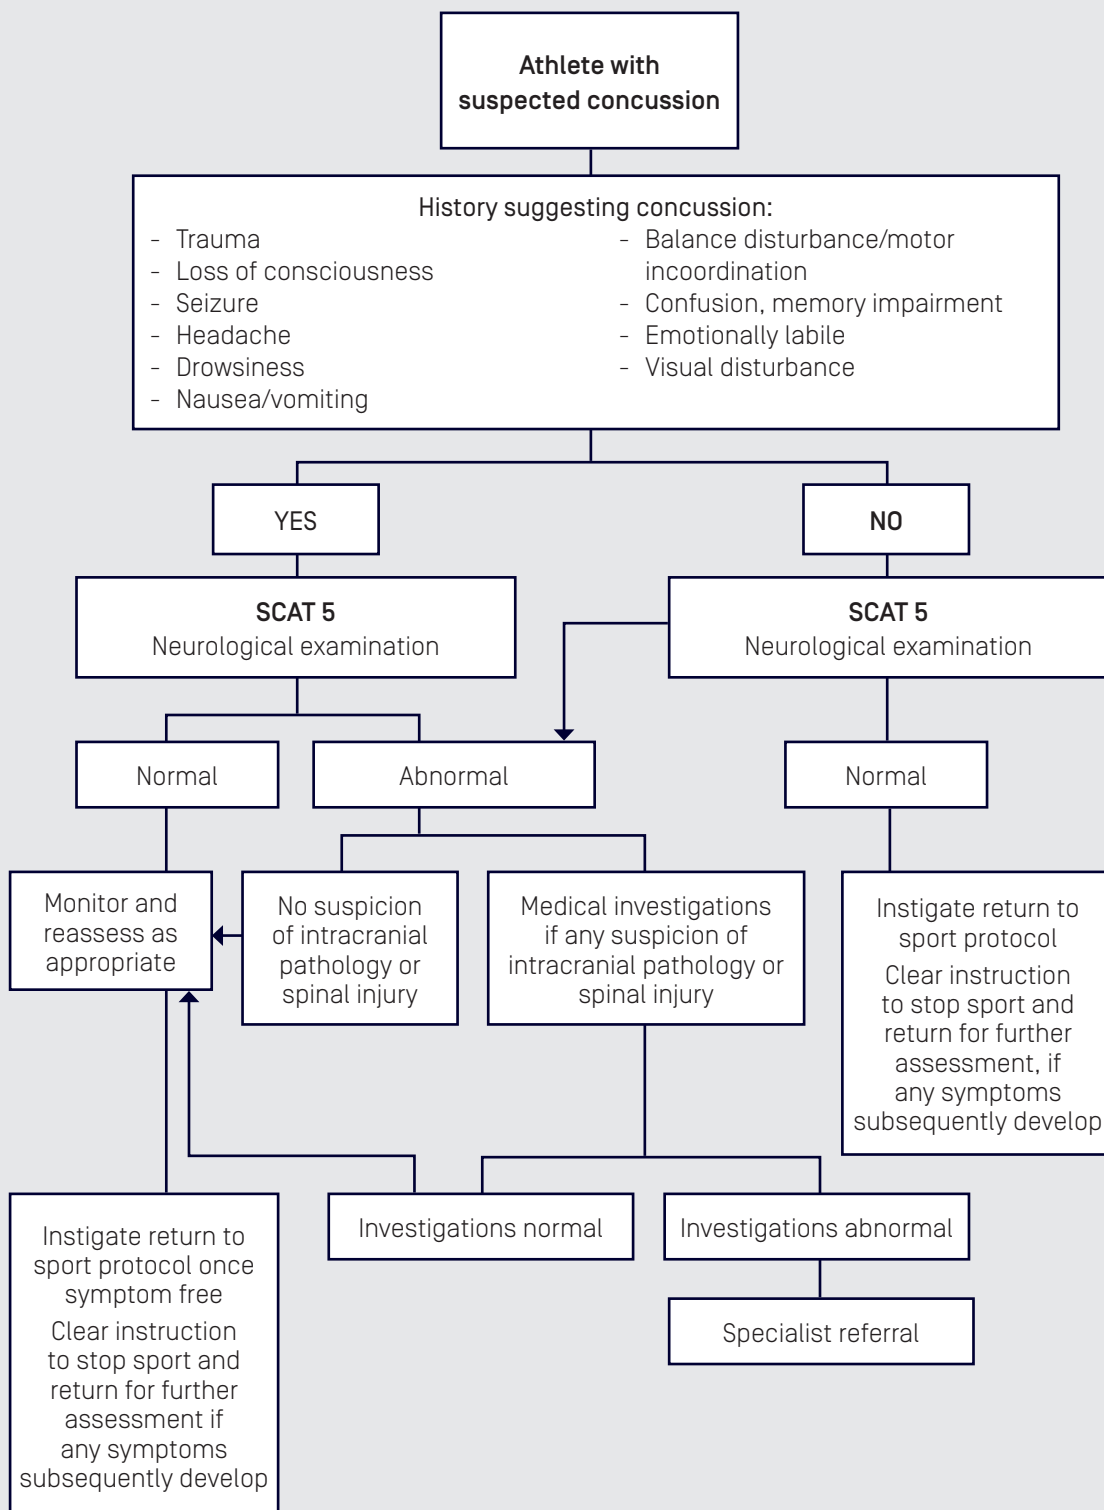 Athlete with
suspected concussion
History suggesting concussion:
- Trauma
- Loss of consciousness
- Seizure
- Headache
- Drowsiness
- Nausea/vomiting
- Balance disturbance/motor
incoordination
- Confusion, memory impairment
- Emotionally labile
- Visual disturbance
YES
NO
SCAT 5
Neurological examination
SCAT 5
Neurological examination
Normal
Abnormal
Normal
Monitor and
reassess as
appropriate
No suspicion
of intracranial
pathology or
spinal injury
Medical investigations
if any suspicion of
intracranial pathology or
spinal injury
Instigate return to
sport protocol
Clear instruction
to stop sport and
return for further
assessment, if
any symptoms
subsequently develop
Instigate return to
sport protocol once
symptom free
Clear instruction
to stop sport and
return for further
assessment if
any symptoms
subsequently develop
Investigations normal
Investigations abnormal
Specialist referral